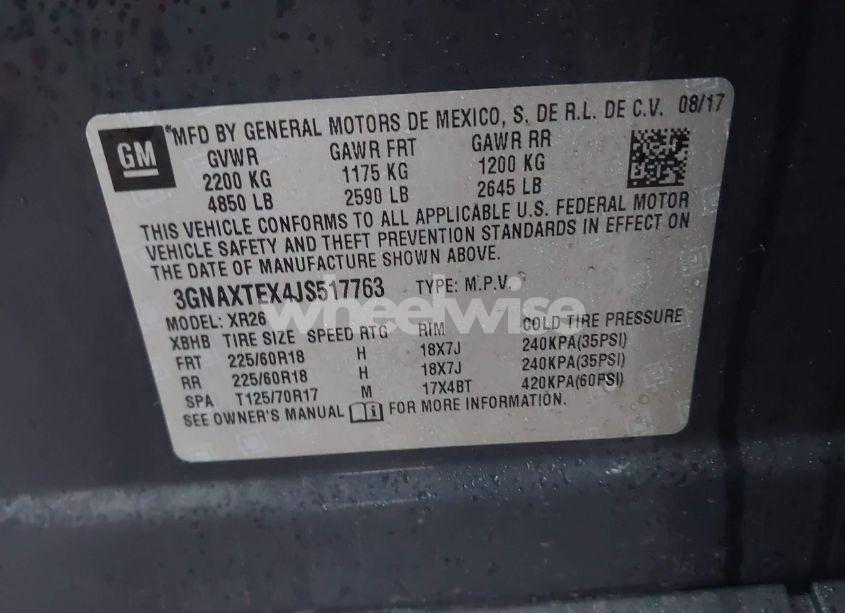 GM
*MFD BY GENERAL MOTORS DE MEXICO, S. DE R.L. DE C.V. 08/17
GVWR GAWR FRT GAWR RR
2200 KG 1175 KG 1200 KG
4850 LB 2590 LB 2645 LB
THIS VEHICLE CONFORMS TO ALL APPLICABLE U.S. FEDERAL MOTOR
VEHICLE SAFETY AND THEFT PREVENTION STANDARDS IN EFFECT ON
THE DATE OF MANUFACTURE SHOWN ABOVE.
3GNAXTEX4JS517763 TYPE: M.P.V.
wheelwise
MODEL: XR26
XBHB TIRE SIZE SPEED RTG RIM COLD TIRE PRESSURE
FRT 225/60R18 H 18X7J 240KPA(35PSI)
RR 225/60R18 H 18X7J 240KPA(35PSI)
SPA T125/70R17 M 17X4BT 420KPA(60PSI)
SEE OWNER'S MANUAL FOR MORE INFORMATION.